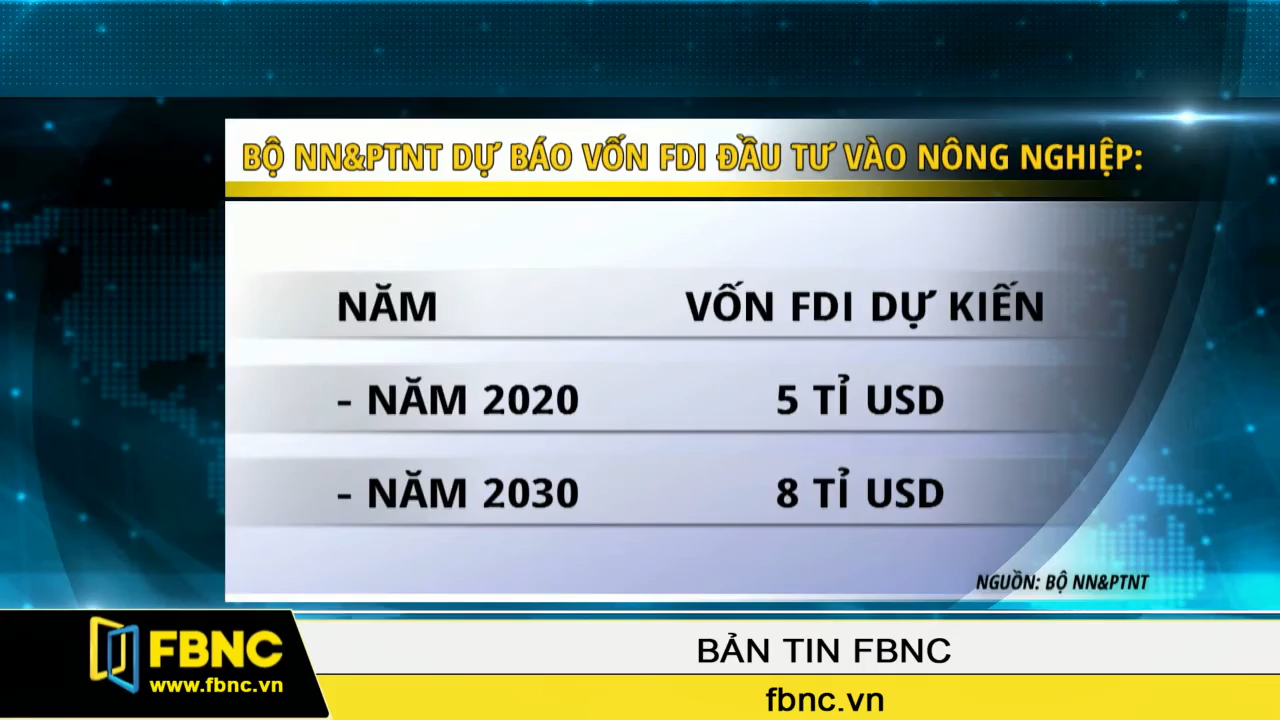 BỘ NN&PTNT DỰ BÁO VỐN FDI ĐẦU TƯ VÀO NÔNG NGHIỆP:
NĂM VỐN FDI DỰ KIẾN
- NĂM 2020 5 TỈ USD
- NĂM 2030 8 TỈ USD
NGUỒN: BỘ NN&PTNT
FBNC
www.fbnc.vn
BẢN TIN FBNC
fbnc.vn